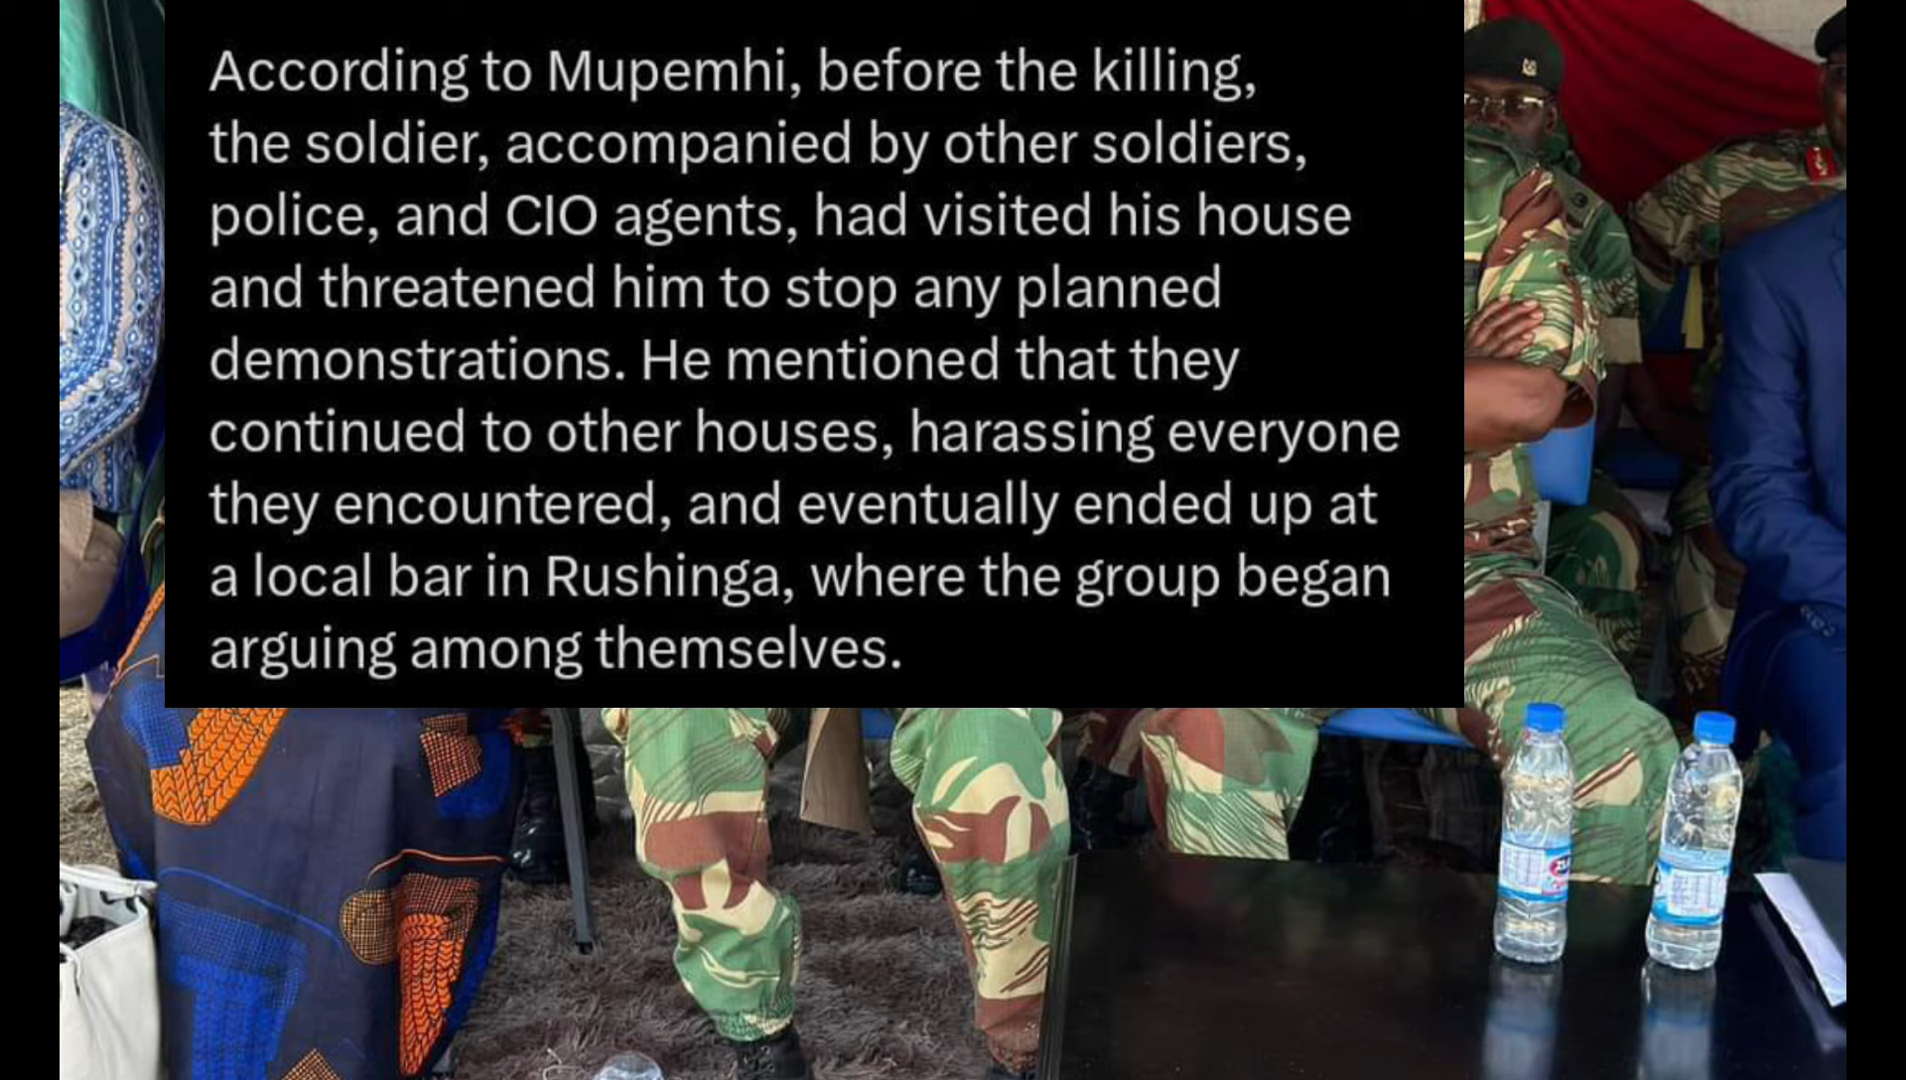 According to Mupemhi, before the killing,
the soldier, accompanied by other soldiers,
police, and CIO agents, had visited his house
and threatened him to stop any planned
demonstrations. He mentioned that they
continued to other houses, harassing everyone
they encountered, and eventually ended up at
a local bar in Rushinga, where the group began
arguing among themselves.